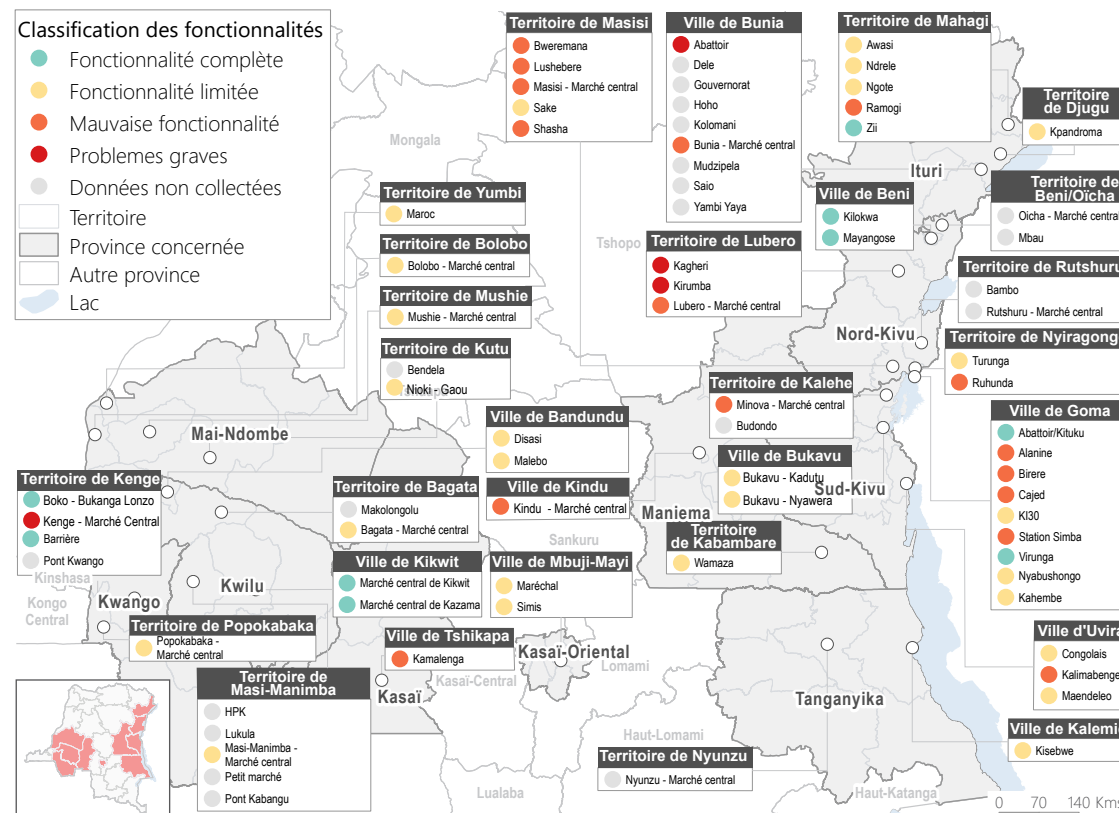 Classification des fonctionnalités
Fonctionnalité complète
Fonctionnalité limitée
Mauvaise fonctionnalité
Problemes graves
Données non collectées
Territoire
Province concernée
Autre province
Lac
Territoire de Masisi
Bweremana
Lushebere
Masisi - Marché central
Sake
Shasha
Ville de Bunia
Abattoir
Dele
Gouvernorat
Hoho
Kolomani
Bunia - Marché central
Mudzipela
Saio
Yambi Yaya
Territoire de Mahagi
Awasi
Ndrele
Ngote
Ramogi
Zii
Territoire
de Djugu
Kpandroma
Mongala
Ituri
Tshopo
Territoire de Yumbi
Maroc
Territoire de Bolobo
Bolobo - Marché central
Territoire de Mushie
Mushie - Marché central
Territoire de Kutu
Bendela
Nioki - Gaou
Ville de Beni
Kilokwa
Mayangose
Territoire de
Beni/Oïcha
Oicha - Marché central
Mbau
Territoire de Lubero
Kagheri
Kirumba
Lubero - Marché central
Territoire de Rutshuru
Bambo
Rutshuru - Marché central
Nord-Kivu
Territoire de Nyiragong
Turunga
Ruhunda
Territoire de Kalehe
Minova - Marché central
Budondo
Ville de Goma
Abattoir/Kituku
Alanine
Birere
Cajed
KI30
Station Simba
Virunga
Nyabushongo
Kahembe
Mai-Ndombe
Ville de Bandundu
Disasi
Malebo
Ville de Bukavu
Bukavu - Kadutu
Bukavu - Nyawera
Sud-Kivu
Territoire de Kenge
Boko - Bukanga Lonzo
Kenge - Marché Central
Barrière
Pont Kwango
Territoire de Bagata
Makolongolu
Bagata - Marché central
Ville de Kindu
Kindu - Marché central
Maniema
Sankuru
Territoire
de Kabambare
Wamaza
Kinshasa
Kongo
Central
Kwango
Kwilu
Ville de Kikwit
Marché central de Kikwit
Marché central de Kazama
Ville de Mbuji-Mayi
Maréchal
Simis
Territoire de Popokabaka
Popokabaka -
Marché central
Ville de Tshikapa
Kamalenga
Kasaï-Oriental
Lomami
Kasaï-Central
Kasaï
Ville d'Uvira
Congolais
Kalimabenge
Maendeleo
Territoire de
Masi-Manimba
HPK
Lukula
Masi-Manimba -
Marché central
Petit marché
Pont Kabangu
Tanganyika
Haut-Lomami
Ville de Kalemie
Kisebwe
Territoire de Nyunzu
Nyunzu - Marché central
Lualaba
Haut-Katanga
0 70 140 Kms